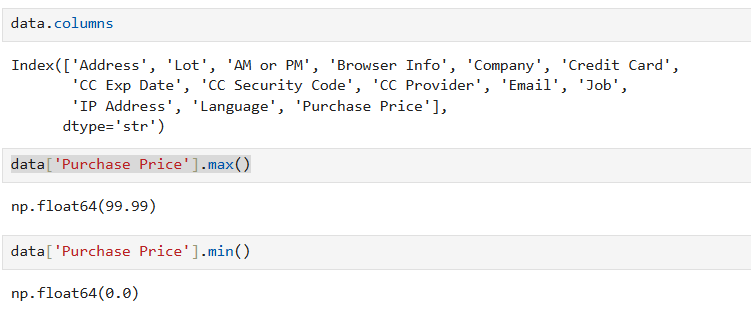 data.columns
Index(['Address', 'Lot', 'AM or PM', 'Browser Info', 'Company', 'Credit Card',
'CC Exp Date', 'CC Security Code', 'CC Provider', 'Email', 'Job',
'IP Address', 'Language', 'Purchase Price'],
dtype='str')
data['Purchase Price'].max()
np.float64(99.99)
data['Purchase Price'].min()
np.float64(0.0)